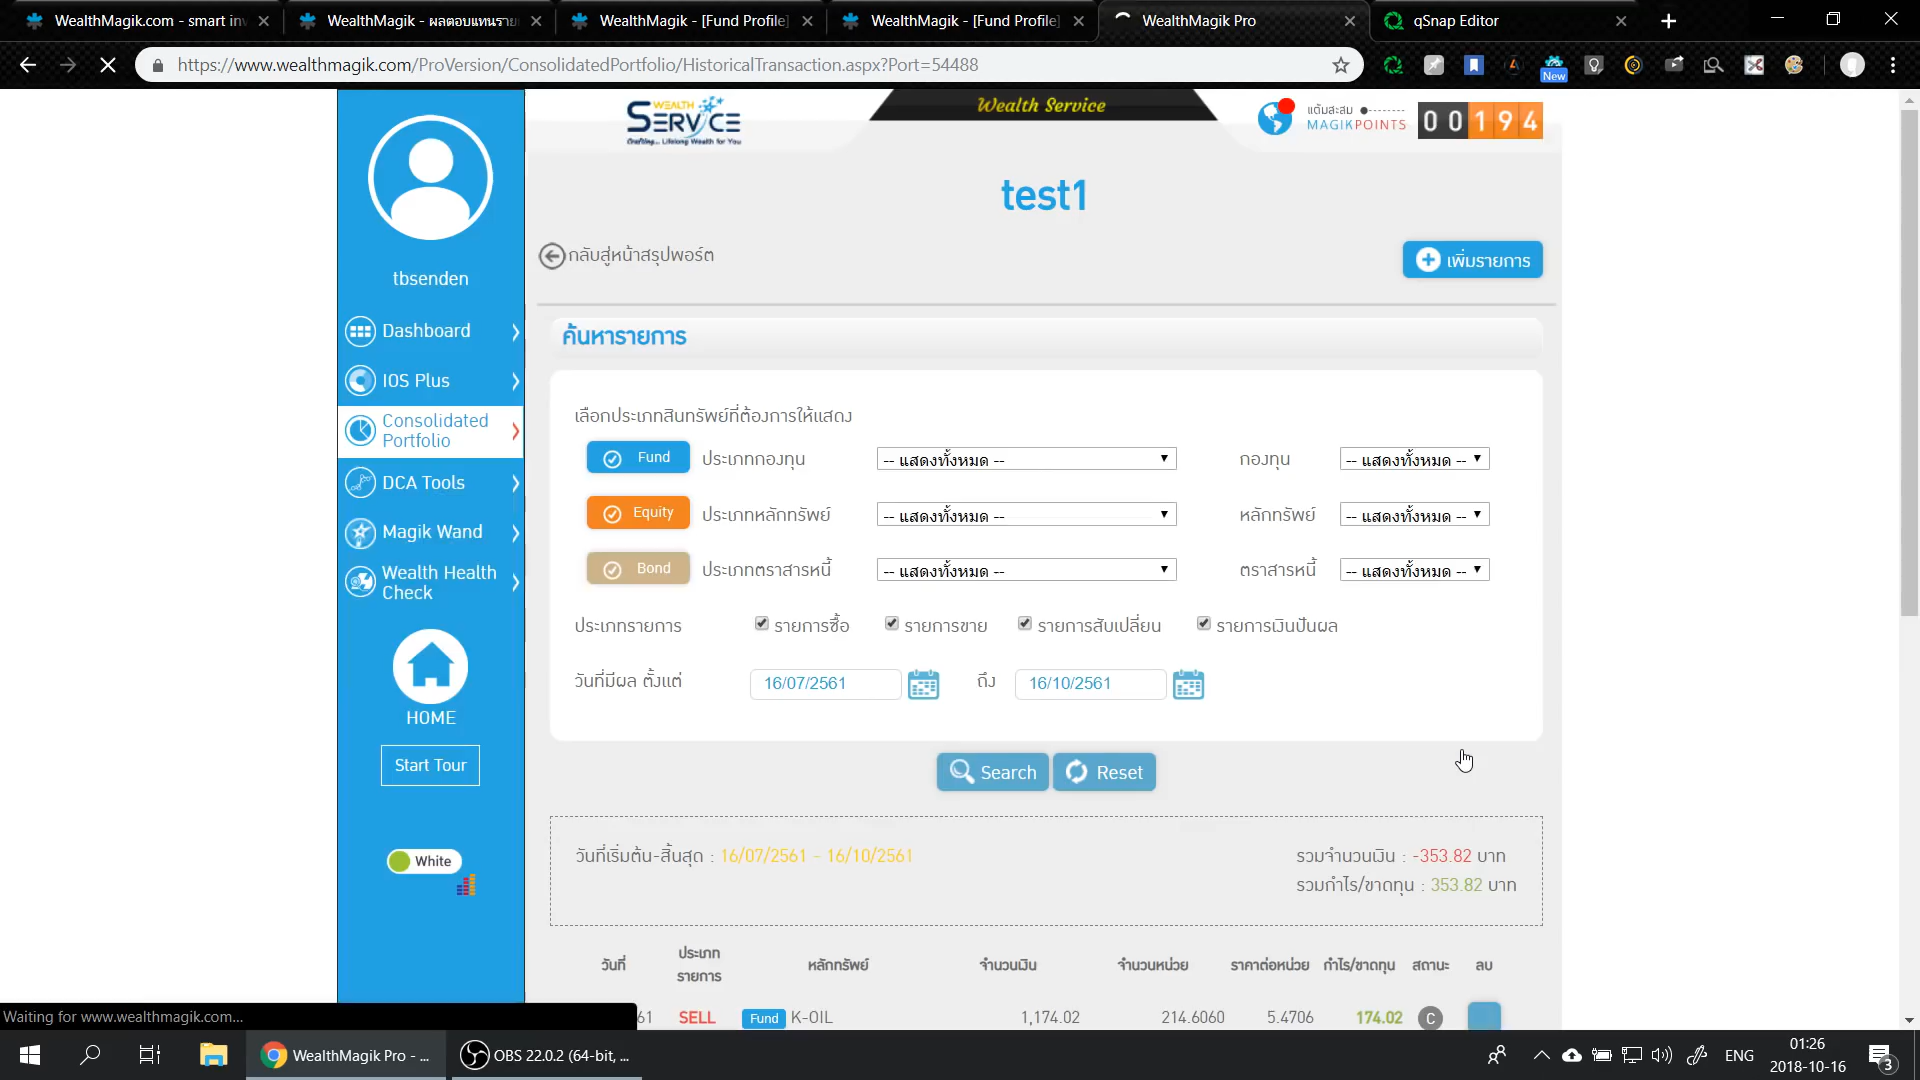 WealthMagik.com - smart inv
WealthMagik - ผลตอบแทนราย
WealthMagik - [Fund Profile]
WealthMagik - [Fund Profile]
WealthMagik Pro
qSnap Editor
https://www.wealthmagik.com/ProVersion/ConsolidatedPortfolio/HistoricalTransaction.aspx?Port=54488
New
WEALTH
SERVICE
Crafting... Lifelong Wealth for You
Wealth Service
แต้มสะสม
MAGIKPOINTS
00194
test1
กลับสู่หน้าสรุปพอร์ต
เพิ่มรายการ
tbsenden
Dashboard
IOS Plus
Consolidated
Portfolio
DCA Tools
Magik Wand
Wealth Health
Check
HOME
Start Tour
White
ค้นหารายการ
เลือกประเภทสินทรัพย์ที่ต้องการให้แสดง
Fund ประเภทกองทุน -- แสดงทั้งหมด -- กองทุน -- แสดงทั้งหมด --
Equity ประเภทหลักทรัพย์ -- แสดงทั้งหมด -- หลักทรัพย์ -- แสดงทั้งหมด --
Bond ประเภทตราสารหนี้ -- แสดงทั้งหมด -- ตราสารหนี้ -- แสดงทั้งหมด --
ประเภทรายการ รายการซื้อ รายการขาย รายการสับเปลี่ยน รายการเงินปันผล
วันที่มีผล ตั้งแต่ 16/07/2561 ถึง 16/10/2561
Search Reset
วันที่เริ่มต้น-สิ้นสุด : 16/07/2561 - 16/10/2561
รวมจำนวนเงิน : -353.82 บาท
รวมกำไร/ขาดทุน : 353.82 บาท
วันที่ ประเภท รายการ หลักทรัพย์ จำนวนเงิน จำนวนหน่วย ราคาต่อหน่วย กำไร/ขาดทุน สถานะ ลบ
61 SELL Fund K-OIL 1,174.02 214.6060 5.4706 174.02 C
Waiting for www.wealthmagik.com...
WealthMagik Pro - ...
OBS 22.0.2 (64-bit, ...
ENG
01:26
2018-10-16
3